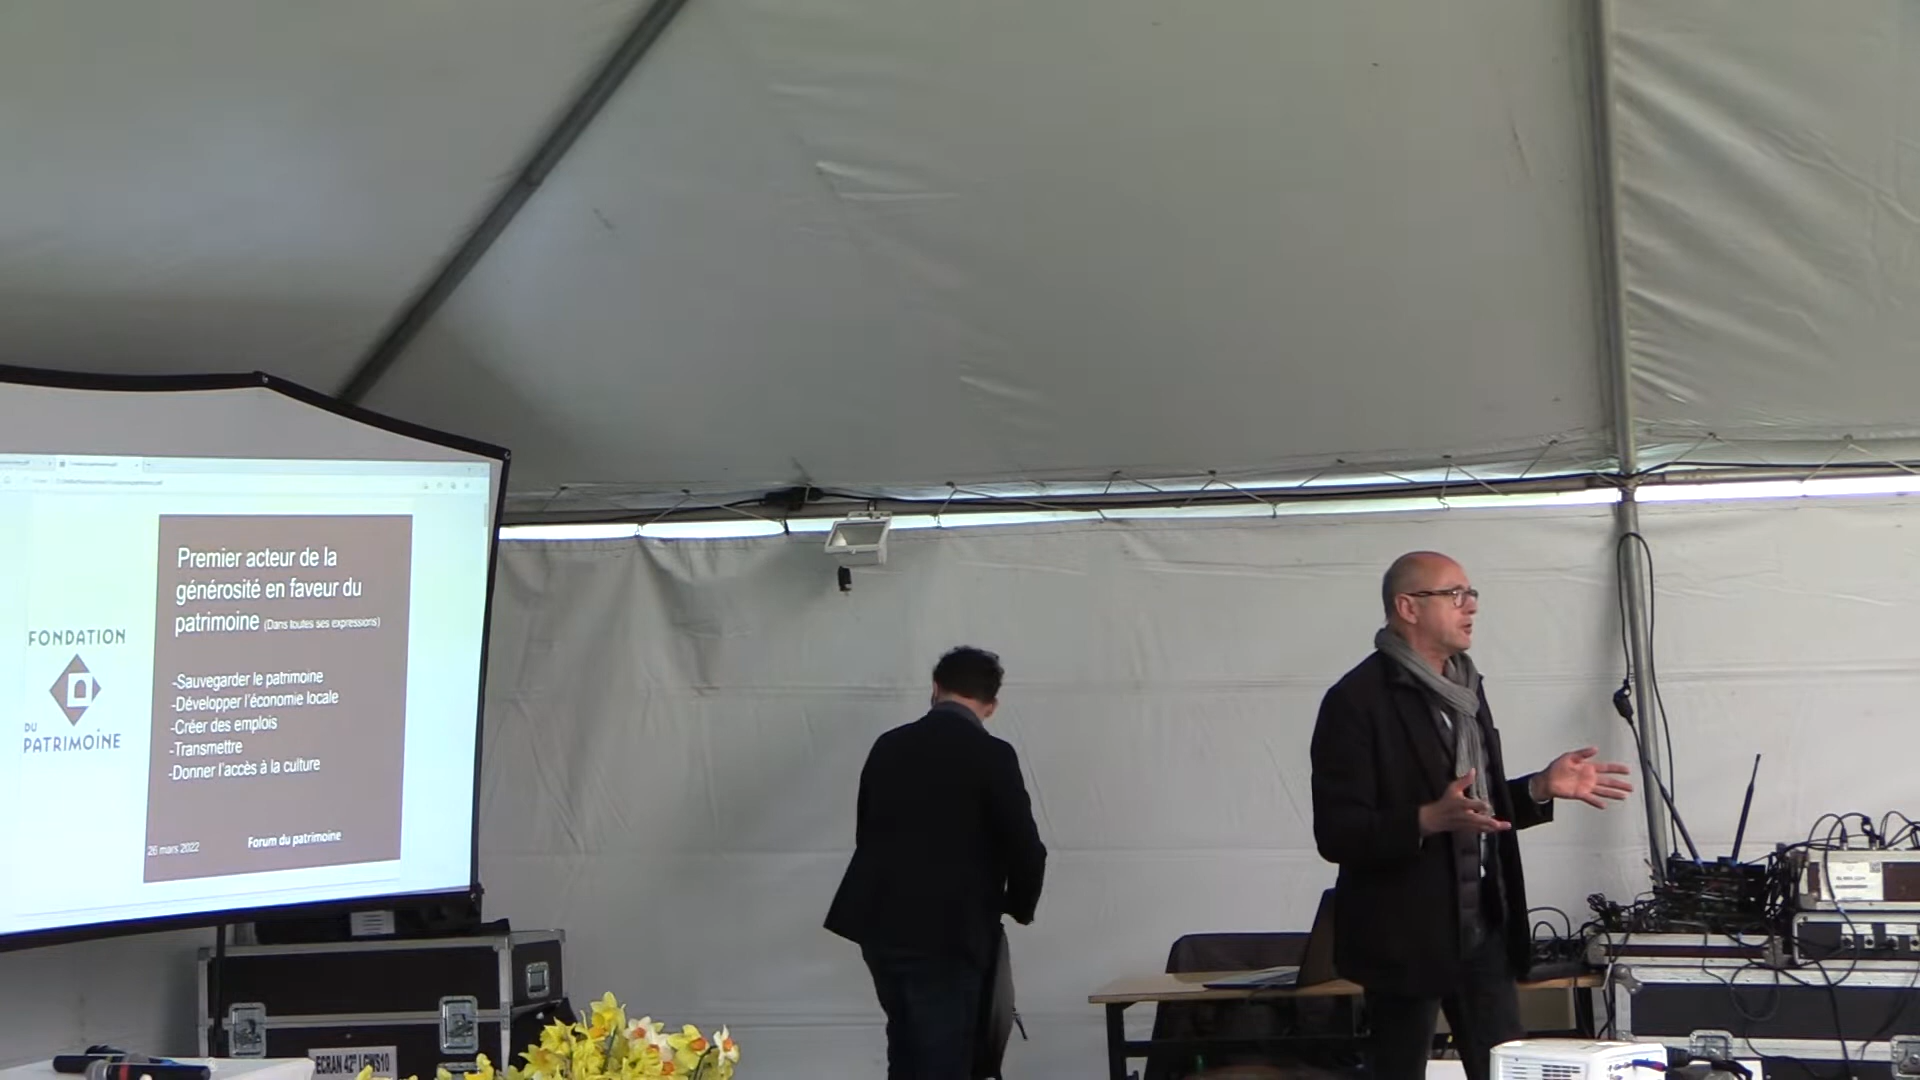 FONDATION
DU
PATRIMOINE
Premier acteur de la
générosité en faveur du
patrimoine (Dans toutes ses expressions)
-Sauvegarder le patrimoine
-Développer l'économie locale
-Créer des emplois
-Transmettre
-Donner l'accès à la culture
26 mars 2022
Forum du patrimoine
ECRAN 42"